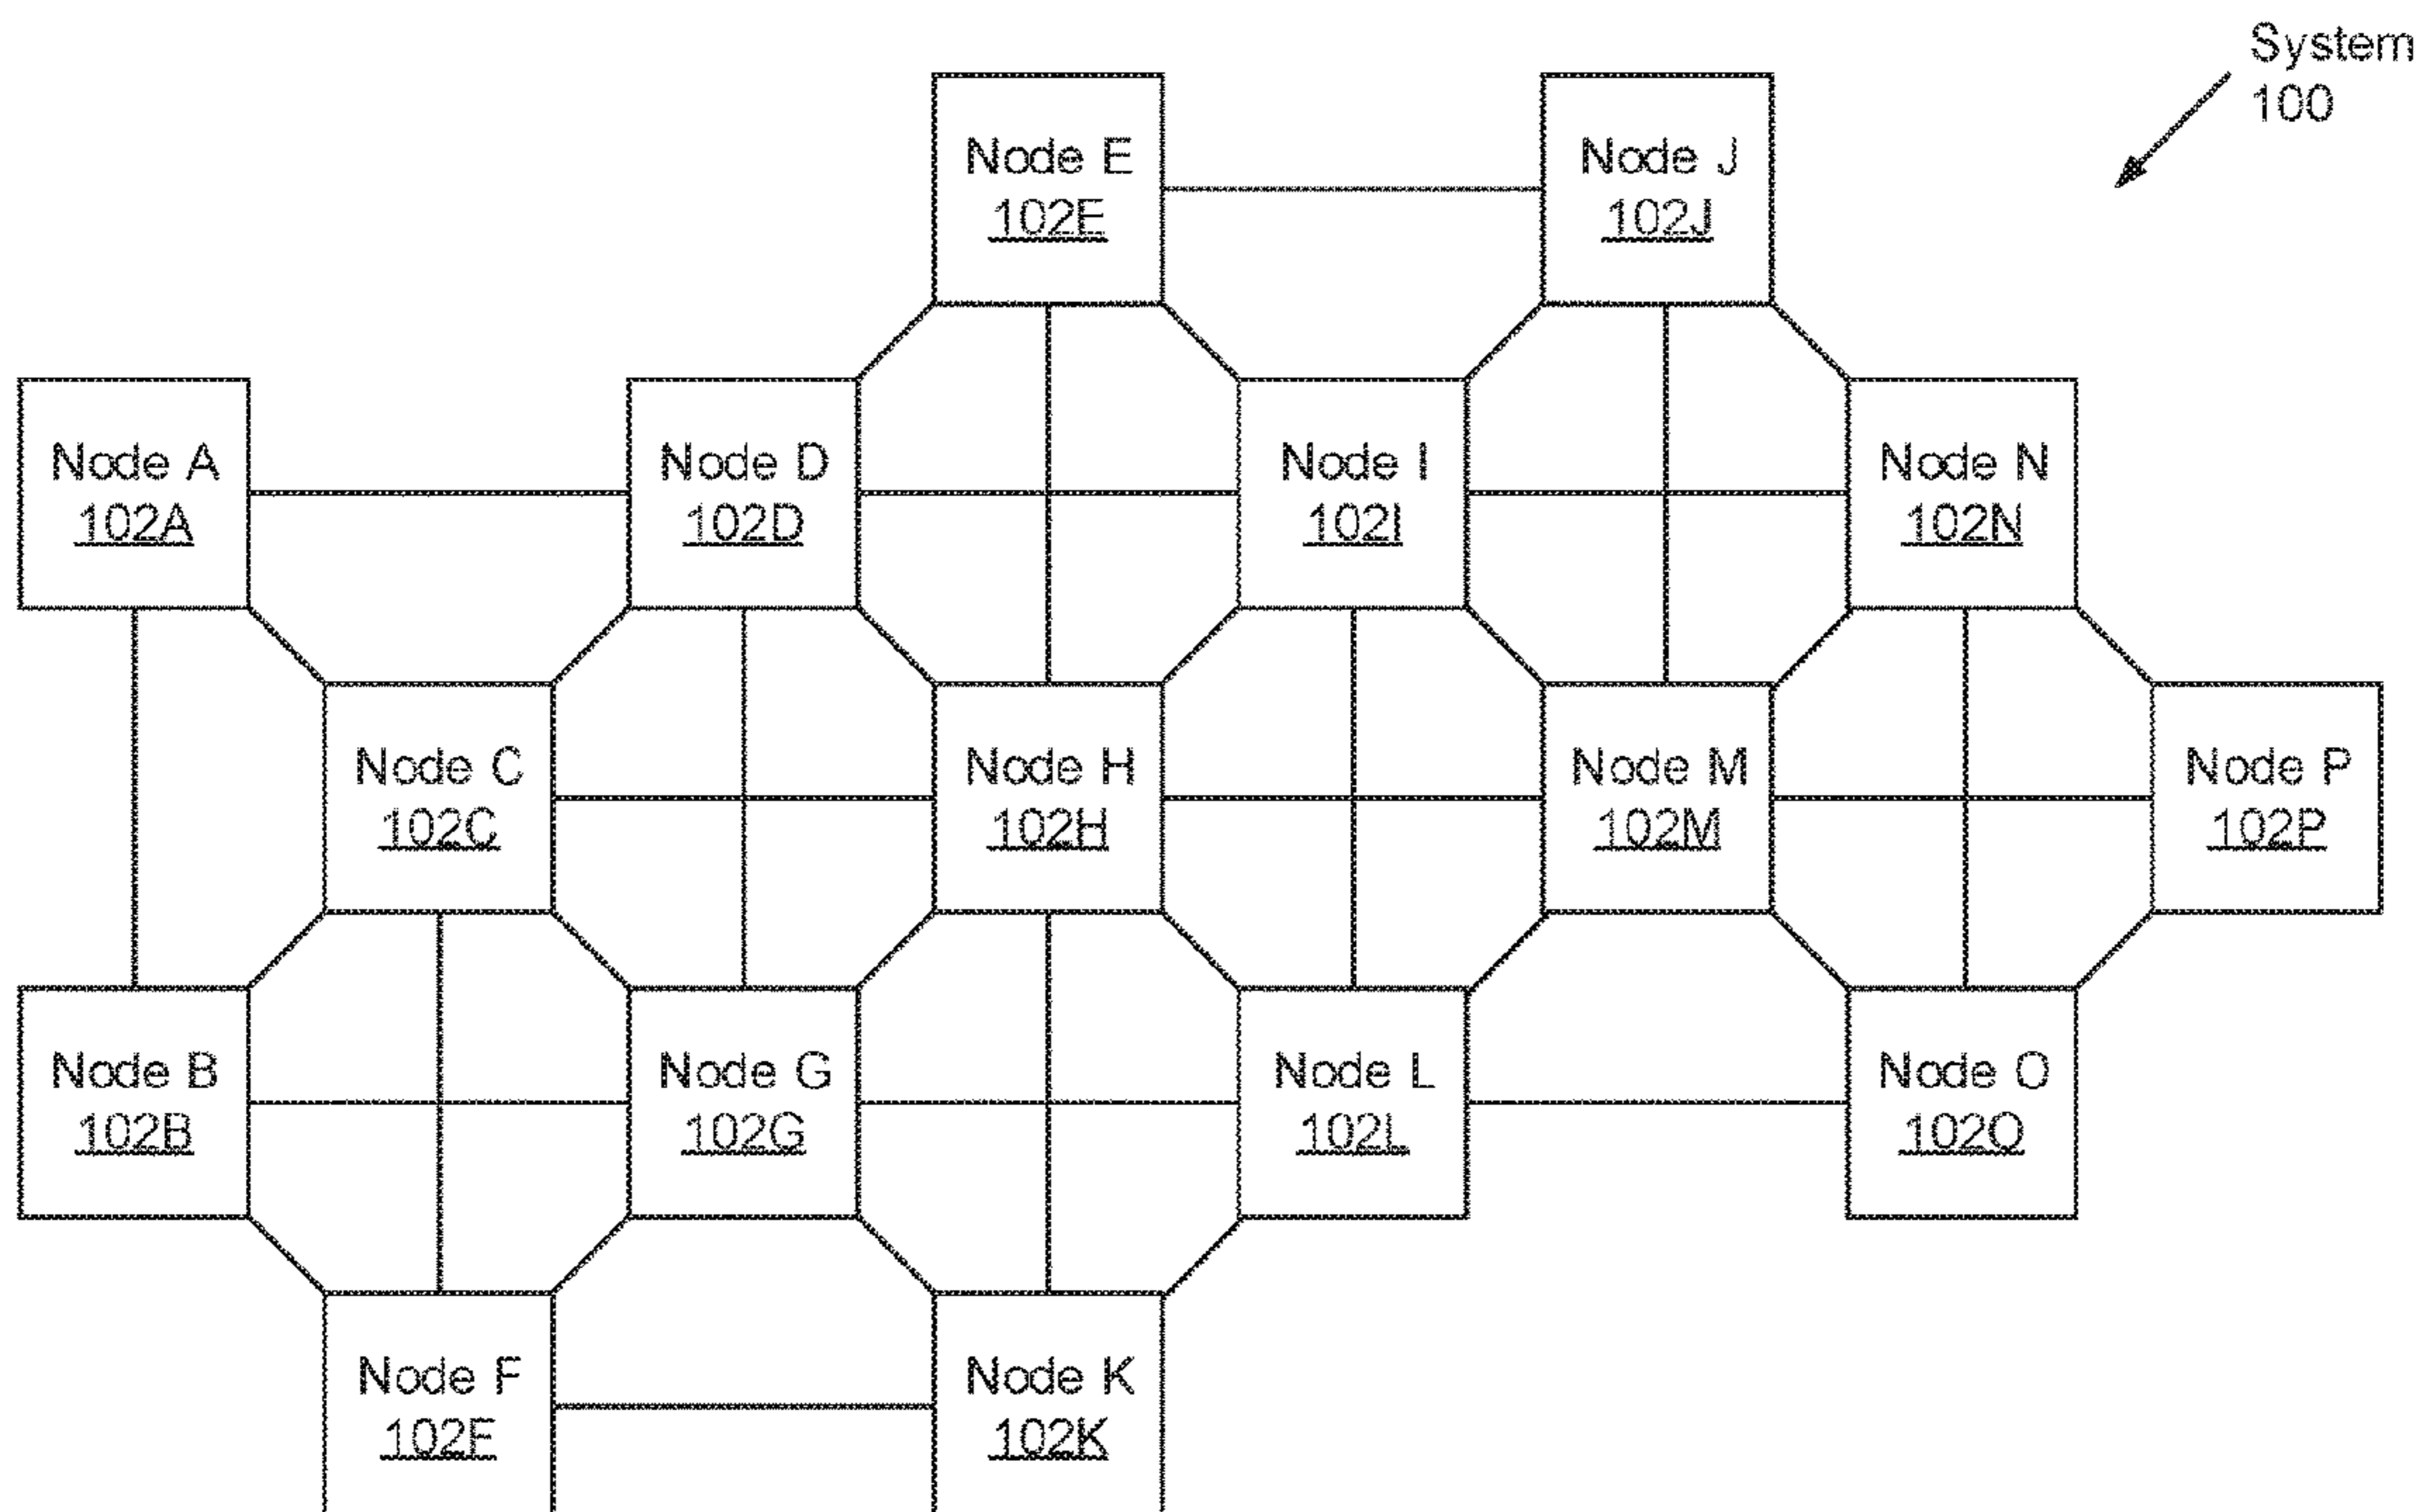 System
100
Node E
102E
Node J
102J
Node A
102A
Node D
102D
Node I
102I
Node N
102N
Node C
102C
Node H
102H
Node M
102M
Node P
102P
Node B
102B
Node G
102G
Node L
102L
Node O
102O
Node F
102F
Node K
102K